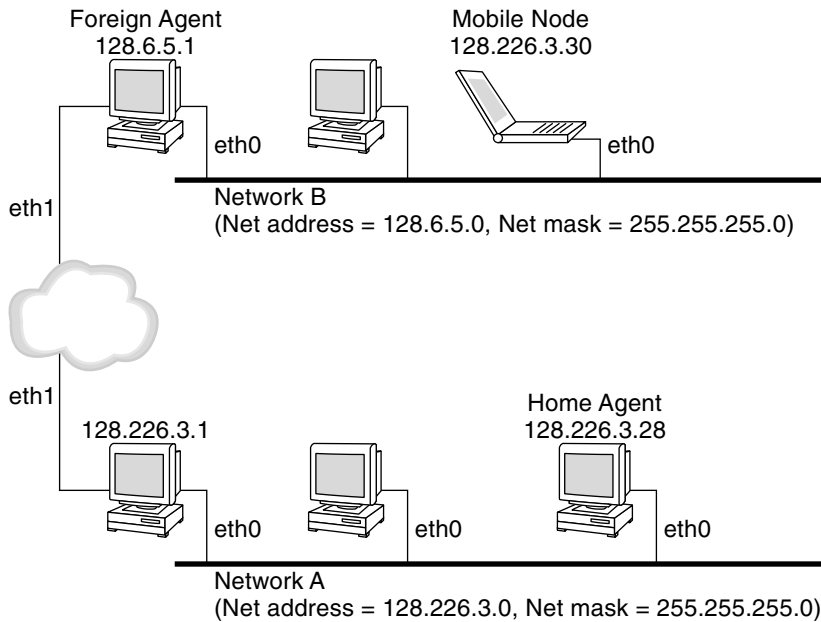 Foreign Agent
128.6.5.1
Mobile Node
128.226.3.30
eth0
eth0
Network B
(Net address = 128.6.5.0, Net mask = 255.255.255.0)
eth1
eth1
128.226.3.1
Home Agent
128.226.3.28
eth0
eth0
eth0
Network A
(Net address = 128.226.3.0, Net mask = 255.255.255.0)